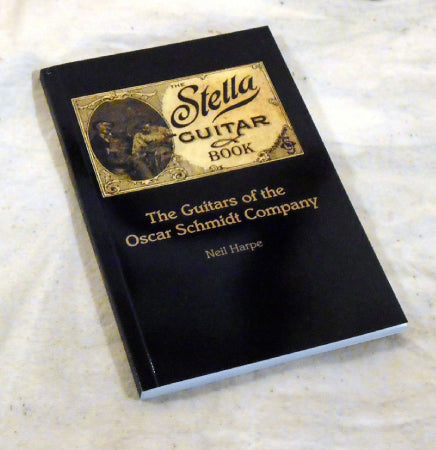 THE
Stella
GUITAR
BOOK
The Guitars of the
Oscar Schmidt Company
Neil Harpe